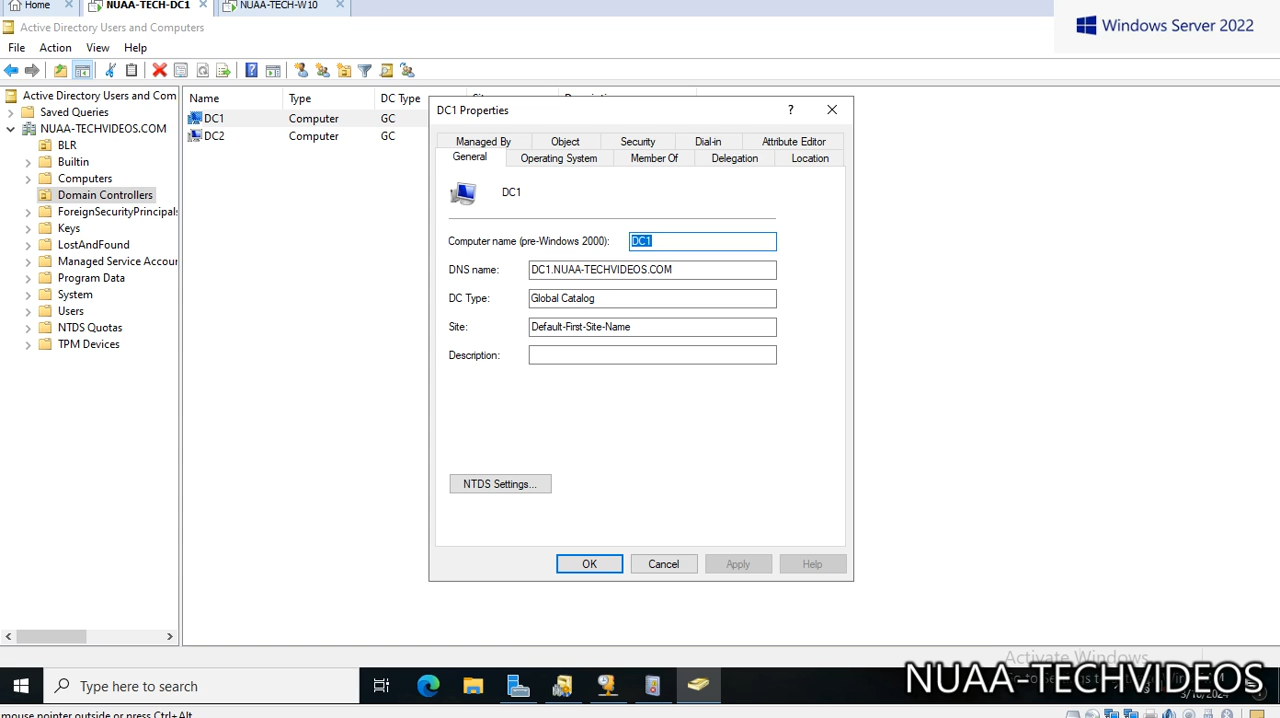 Home
NUAA-TECH-DC1
NUAA-TECH-W10
Windows Server 2022
Active Directory Users and Computers
File Action View Help
Active Directory Users and Com
Saved Queries
NUAA-TECHVIDEOS.COM
BLR
Builtin
Computers
Domain Controllers
ForeignSecurityPrincipals
Keys
LostAndFound
Managed Service Accour
Program Data
System
Users
NTDS Quotas
TPM Devices
Name Type DC Type
DC1 Computer GC
DC2 Computer GC
DC1 Properties
? 
Managed By Object Security Dial-in Attribute Editor
General Operating System Member Of Delegation Location
DC1
Computer name (pre-Windows 2000): DC1
DNS name: DC1.NUAA-TECHVIDEOS.COM
DC Type: Global Catalog
Site: Default-First-Site-Name
Description:
NTDS Settings...
OK Cancel Apply Help
Activate Windows
NUAA-TECHVIDEOS
Type here to search
mouse pointer outside or press Ctrl+Alt.